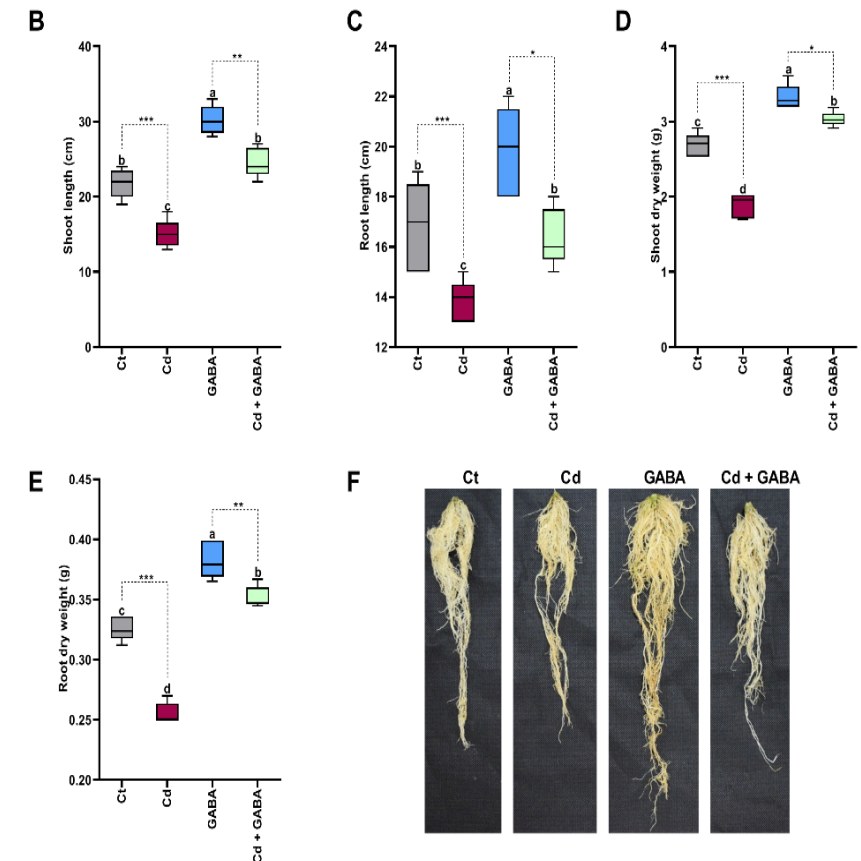 B
Shoot length (cm)
40
30
20
10
0
b
c
a
b
***
**
Ct
Cd
GABA
Cd + GABA
C
Root length (cm)
24
22
20
18
16
14
12
b
c
a
b
***
*
Ct
Cd
GABA
Cd + GABA
D
Shoot dry weight (g)
4
3
2
1
0
c
d
a
b
***
*
Ct
Cd
GABA
Cd + GABA
E
Root dry weight (g)
0.45
0.40
0.35
0.30
0.25
0.20
c
d
a
b
***
**
Ct
Cd
GABA
Cd + GABA
F
Ct
Cd
GABA
Cd + GABA